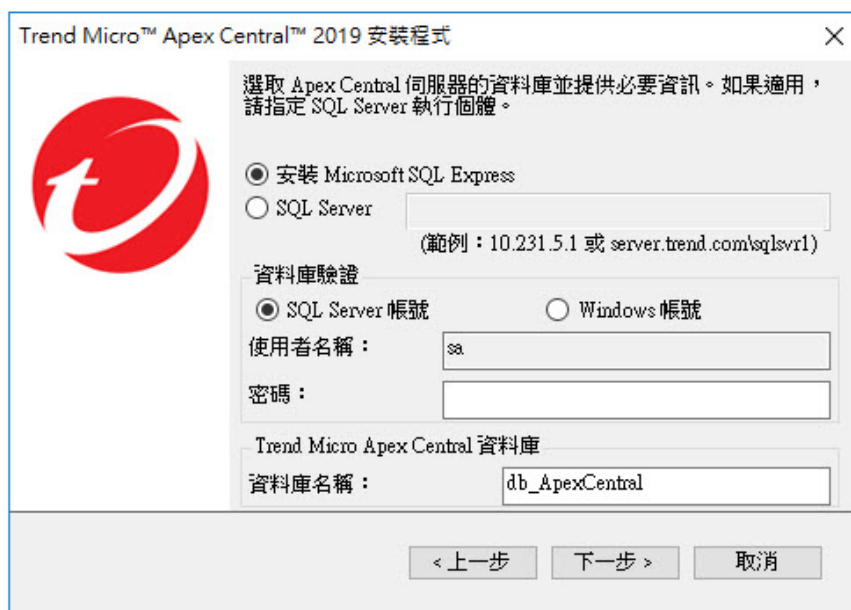 Trend Micro™ Apex Central™ 2019 安裝程式
選取 Apex Central 伺服器的資料庫並提供必要資訊。如果適用，
請指定 SQL Server 執行個體。
安裝 Microsoft SQL Express
SQL Server
(範例：10.231.5.1 或 server.trend.com\sqlsvr1)
資料庫驗證
SQL Server 帳號
Windows 帳號
使用者名稱：
sa
密碼：
Trend Micro Apex Central 資料庫
資料庫名稱：
db_ApexCentral
< 上一步
下一步 >
取消